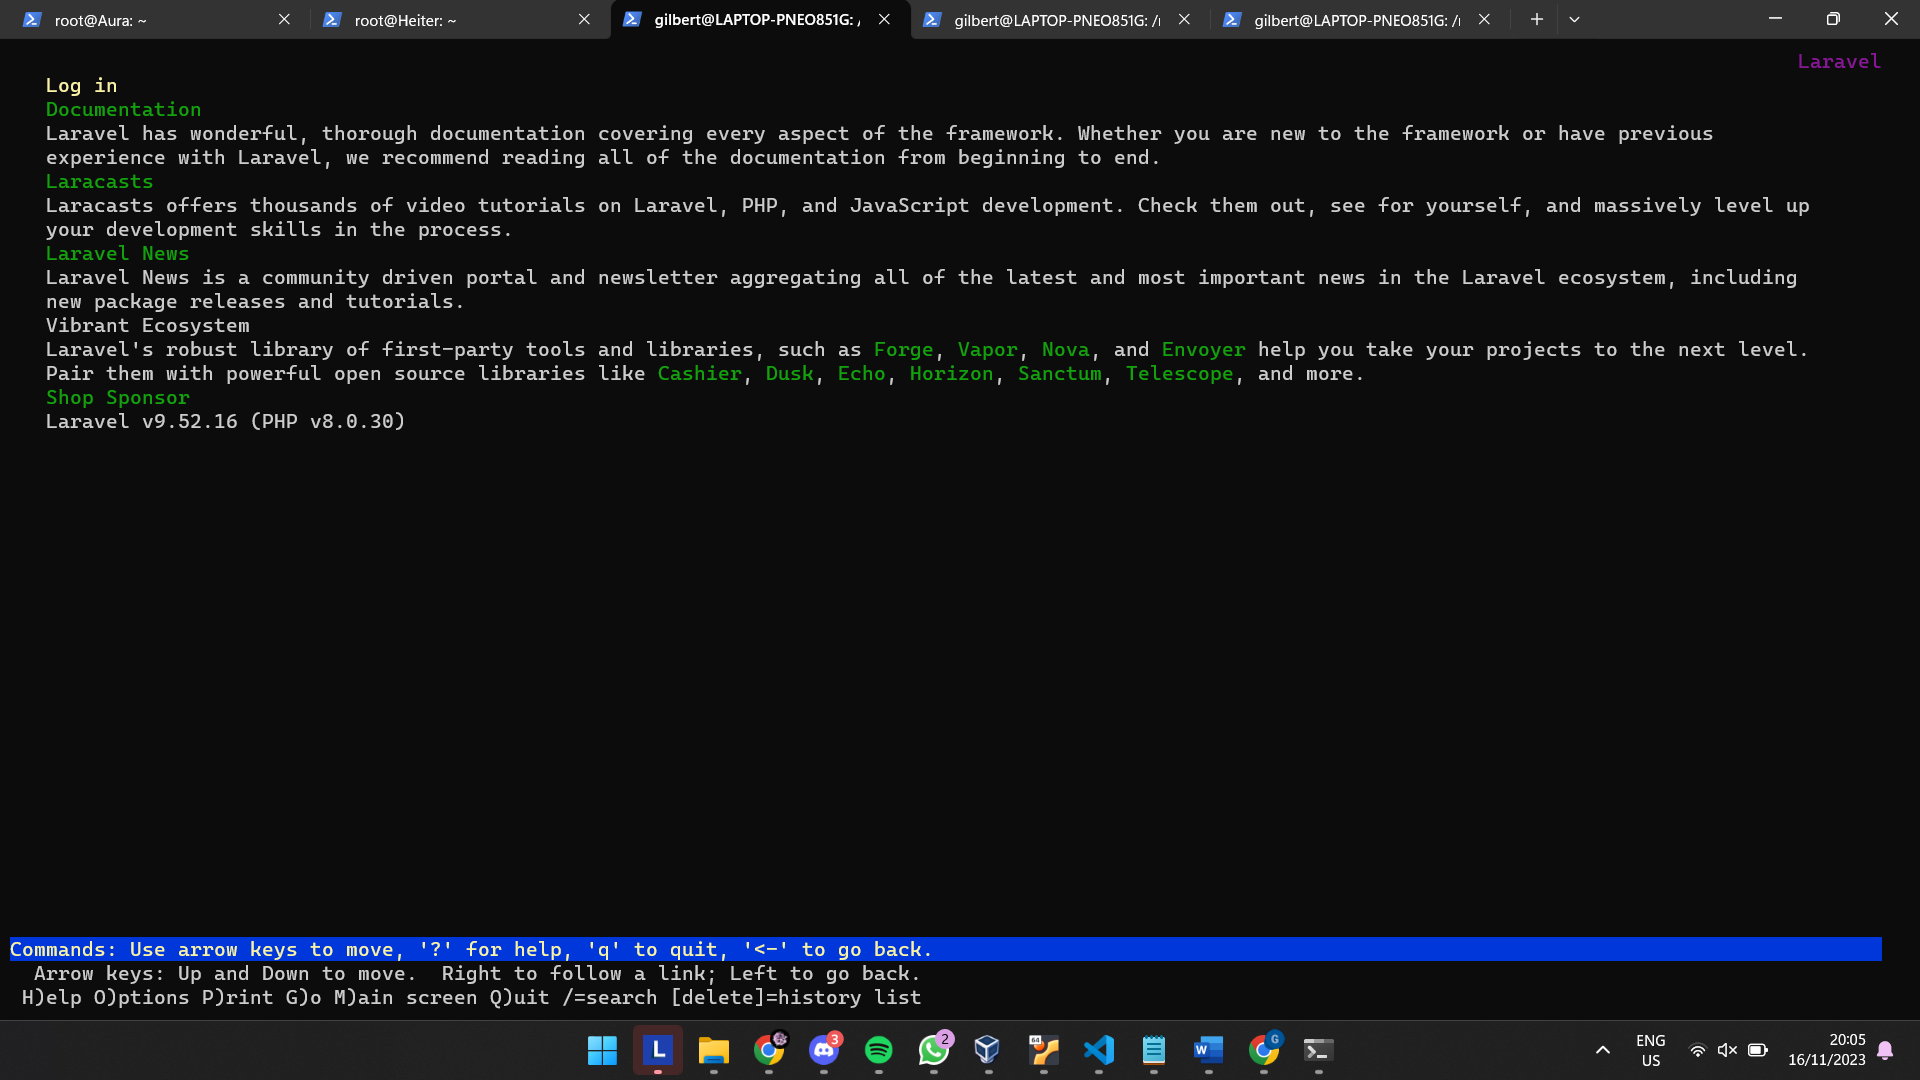 root@Aura: ~
root@Heiter: ~
gilbert@LAPTOP-PNEO851G: /
gilbert@LAPTOP-PNEO851G: /
gilbert@LAPTOP-PNEO851G: /
Laravel
Log in
Documentation
Laravel has wonderful, thorough documentation covering every aspect of the framework. Whether you are new to the framework or have previous
experience with Laravel, we recommend reading all of the documentation from beginning to end.
Laracasts
Laracasts offers thousands of video tutorials on Laravel, PHP, and JavaScript development. Check them out, see for yourself, and massively level up
your development skills in the process.
Laravel News
Laravel News is a community driven portal and newsletter aggregating all of the latest and most important news in the Laravel ecosystem, including
new package releases and tutorials.
Vibrant Ecosystem
Laravel's robust library of first-party tools and libraries, such as Forge, Vapor, Nova, and Envoyer help you take your projects to the next level.
Pair them with powerful open source libraries like Cashier, Dusk, Echo, Horizon, Sanctum, Telescope, and more.
Shop Sponsor
Laravel v9.52.16 (PHP v8.0.30)
Commands: Use arrow keys to move, '?' for help, 'q' to quit, '<-' to go back.
Arrow keys: Up and Down to move.  Right to follow a link; Left to go back.
H)elp O)ptions P)rint G)o M)ain screen Q)uit /=search [delete]=history list
L
3
2
64
W
G
ENG
US
20:05
16/11/2023